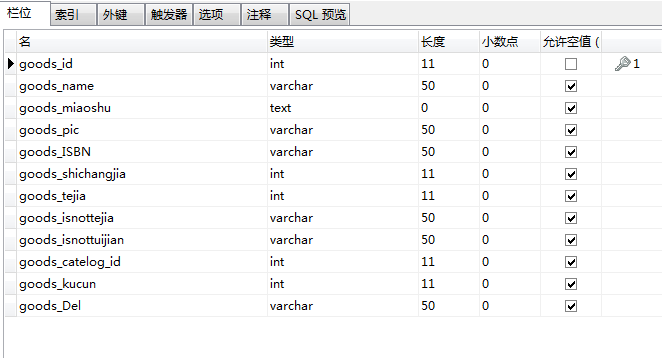 栏位 索引 外键 触发器 选项 注释 SQL 预览
名 类型 长度 小数点 允许空值 (
goods_id int 11 0 1
goods_name varchar 50 0
goods_miaoshu text 0 0
goods_pic varchar 50 0
goods_ISBN varchar 50 0
goods_shichangjia int 11 0
goods_tejia int 11 0
goods_isnottejia varchar 50 0
goods_isnottuijian varchar 50 0
goods_catelog_id int 11 0
goods_kucun int 11 0
goods_Del varchar 50 0